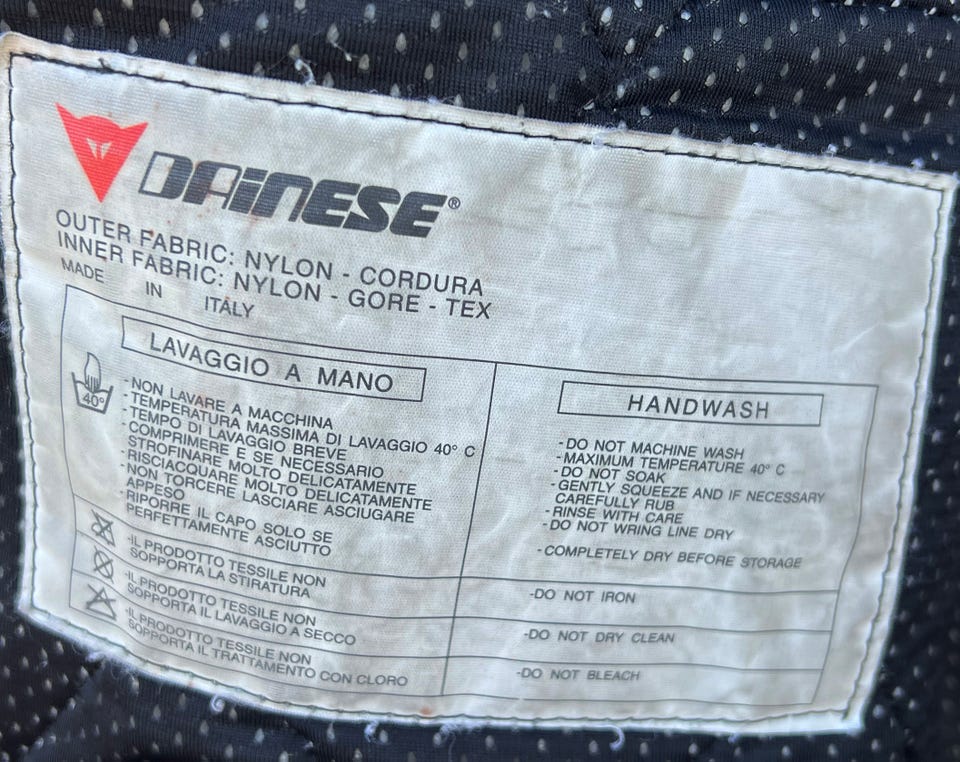 DAINESE®
OUTER FABRIC: NYLON - CORDURA
INNER FABRIC: NYLON - GORE - TEX
MADE IN ITALY
LAVAGGIO A MANO
40°
- NON LAVARE A MACCHINA
- TEMPERATURA MASSIMA DI LAVAGGIO 40° C
- TEMPO DI LAVAGGIO BREVE
- COMPRIMERE E SE NECESSARIO
STROFINARE MOLTO DELICATAMENTE
- RISCIACQUARE MOLTO DELICATAMENTE
- NON TORCERE LASCIARE ASCIUGARE
APPESO
- RIPORRE IL CAPO SOLO SE
PERFETTAMENTE ASCIUTTO
-IL PRODOTTO TESSILE NON
SUPPORTA LA STIRATURA
-IL PRODOTTO TESSILE NON
SUPPORTA IL LAVAGGIO A SECCO
-IL PRODOTTO TESSILE NON
SUPPORTA IL TRATTAMENTO CON CLORO
HANDWASH
-DO NOT MACHINE WASH
-MAXIMUM TEMPERATURE 40° C
-DO NOT SOAK
-GENTLY SQUEEZE AND IF NECESSARY
CAREFULLY RUB
-RINSE WITH CARE
-DO NOT WRING LINE DRY
-COMPLETELY DRY BEFORE STORAGE
-DO NOT IRON
-DO NOT DRY CLEAN
-DO NOT BLEACH